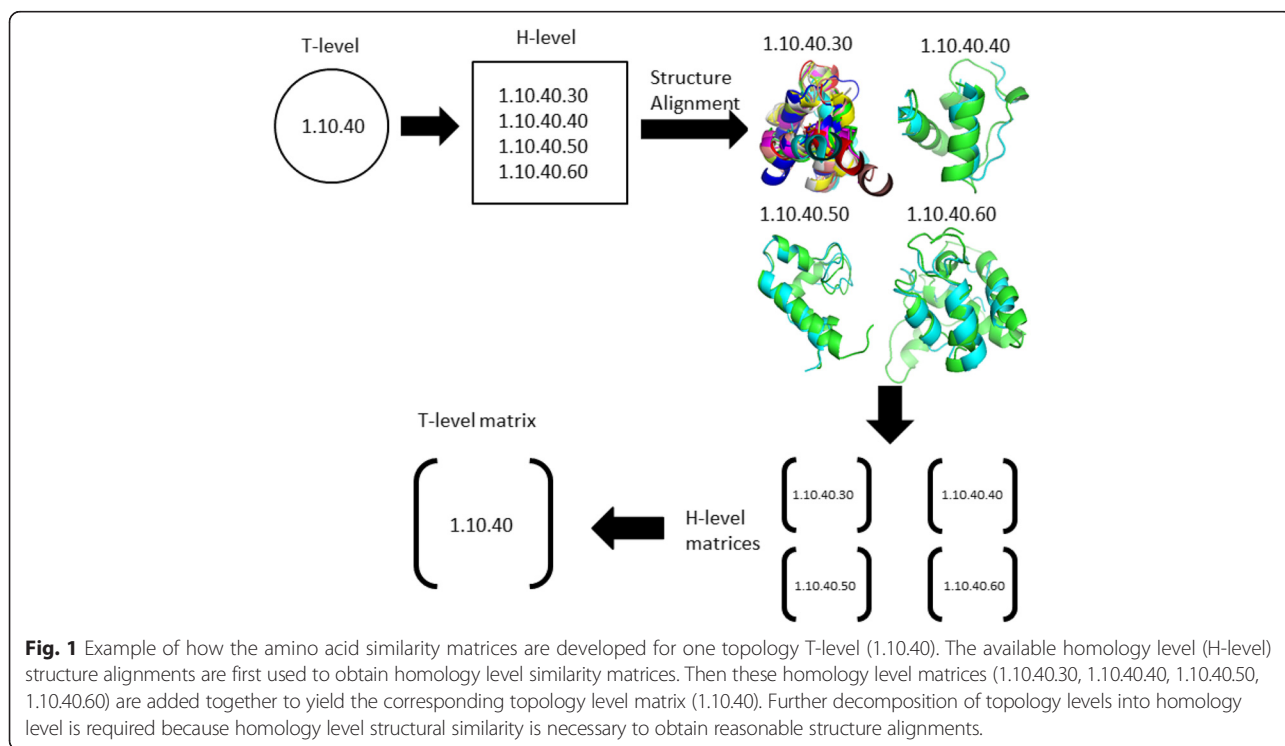 T-level
H-level
1.10.40
1.10.40.30
1.10.40.40
1.10.40.50
1.10.40.60
Structure
Alignment
1.10.40.30
1.10.40.40
1.10.40.50
1.10.40.60
T-level matrix
1.10.40
H-level
matrices
1.10.40.30
1.10.40.40
1.10.40.50
1.10.40.60
Fig. 1 Example of how the amino acid similarity matrices are developed for one topology T-level (1.10.40). The available homology level (H-level)
structure alignments are first used to obtain homology level similarity matrices. Then these homology level matrices (1.10.40.30, 1.10.40.40, 1.10.40.50,
1.10.40.60) are added together to yield the corresponding topology level matrix (1.10.40). Further decomposition of topology levels into homology
level is required because homology level structural similarity is necessary to obtain reasonable structure alignments.